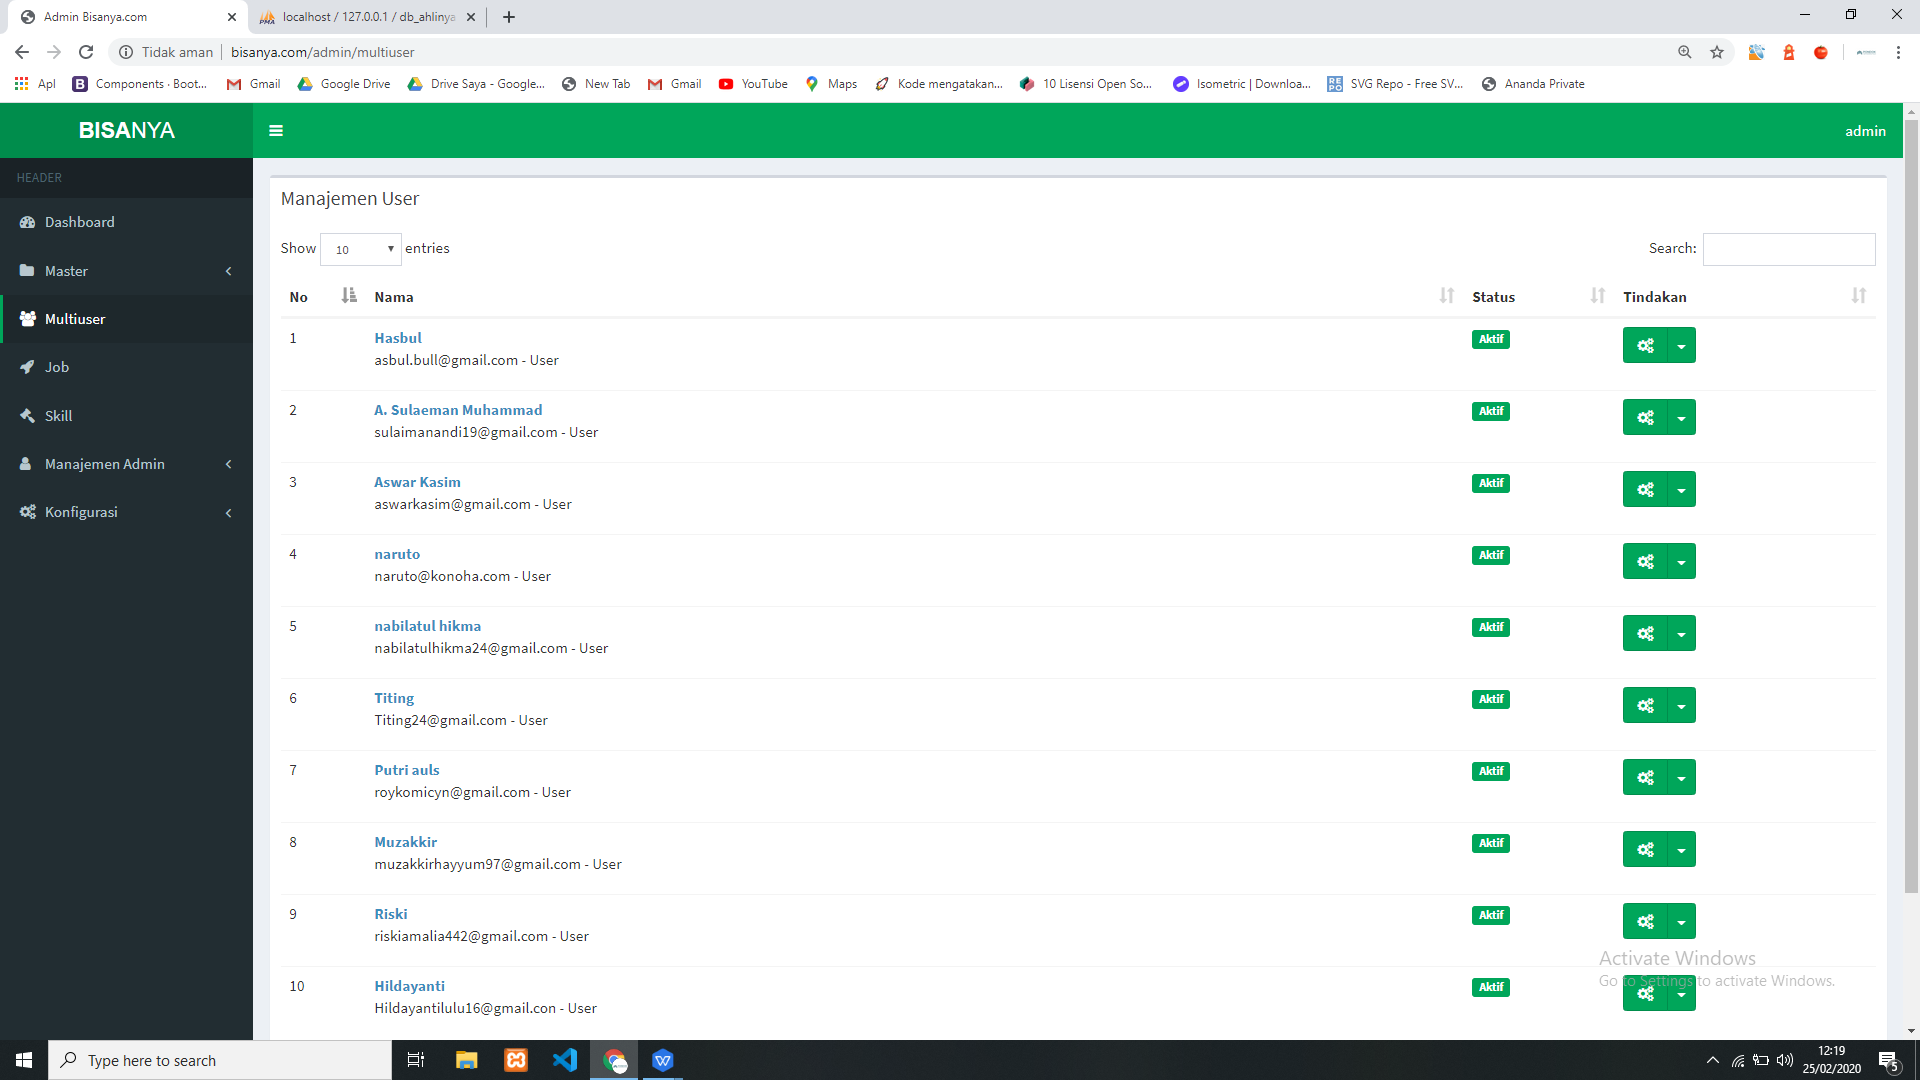 Admin Bisanya.com
localhost / 127.0.0.1 / db_ahlinya
Tidak aman
bisanya.com/admin/multiuser
Apl
Components · Boot...
Gmail
Google Drive
Drive Saya - Google...
New Tab
Gmail
YouTube
Maps
Kode mengatakan...
10 Lisensi Open So...
Isometric | Downloa...
SVG Repo - Free SV...
Ananda Private
BISANYA
admin
HEADER
Dashboard
Master
Multiuser
Job
Skill
Manajemen Admin
Konfigurasi
Manajemen User
Show 10 entries
Search:
No Nama Status Tindakan
1 Hasbul Aktif
asbul.bull@gmail.com - User
2 A. Sulaeman Muhammad Aktif
sulaimanandi19@gmail.com - User
3 Aswar Kasim Aktif
aswarkasim@gmail.com - User
4 naruto Aktif
naruto@konoha.com - User
5 nabilatul hikma Aktif
nabilatulhikma24@gmail.com - User
6 Titing Aktif
Titing24@gmail.com - User
7 Putri auls Aktif
roykomicyn@gmail.com - User
8 Muzakkir Aktif
muzakkirhayyum97@gmail.com - User
9 Riski Aktif
riskiamalia442@gmail.com - User
10 Hildayanti Aktif
Hildayantilulu16@gmail.con - User
Activate Windows
Go to Settings to activate Windows.
Type here to search
12:19
25/02/2020
5